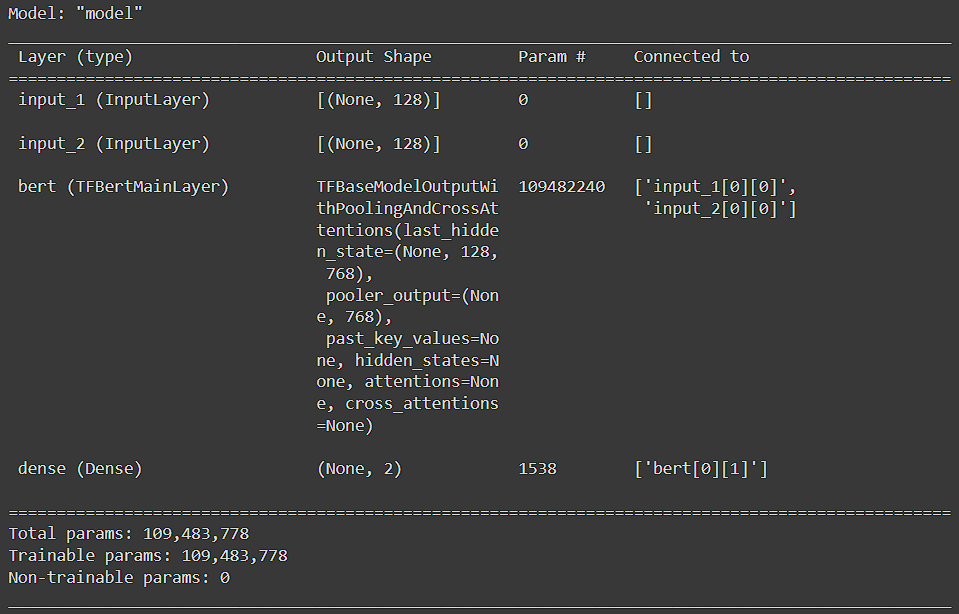 Model: "model"
Layer (type) Output Shape Param # Connected to
input_1 (InputLayer) [(None, 128)] 0 []
input_2 (InputLayer) [(None, 128)] 0 []
bert (TFBertMainLayer) TFBaseModelOutputWi 109482240 ['input_1[0][0]',
thPoolingAndCrossAt 'input_2[0][0]']
tentions(last_hidde
n_state=(None, 128,
768),
pooler_output=(Non
e, 768),
past_key_values=No
ne, hidden_states=N
one, attentions=Non
e, cross_attentions
=None)
dense (Dense) (None, 2) 1538 ['bert[0][1]']
Total params: 109,483,778
Trainable params: 109,483,778
Non-trainable params: 0